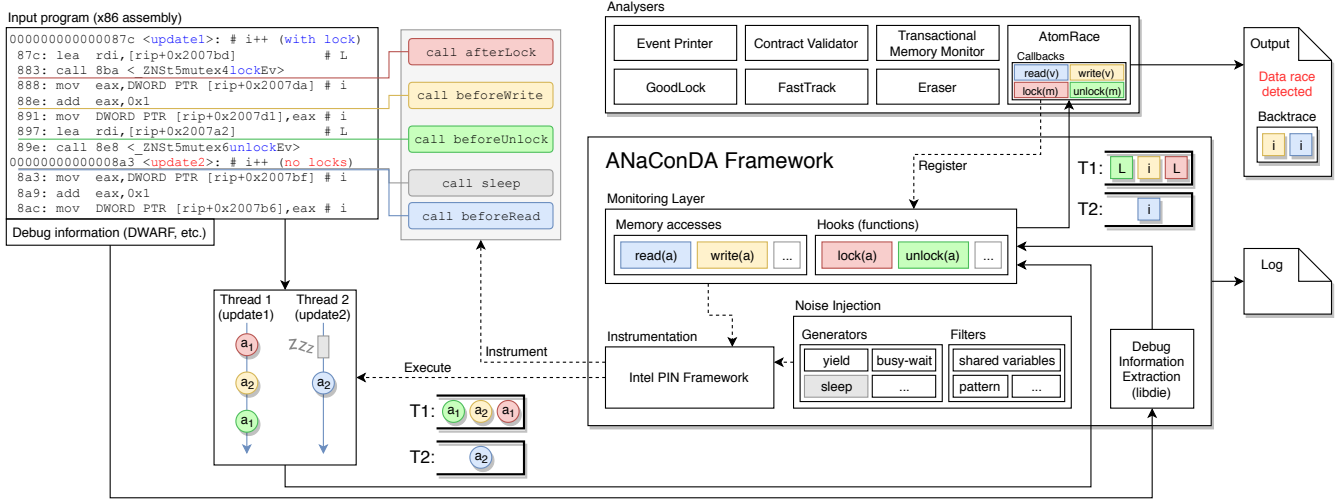 Input program (x86 assembly)
000000000000087c <update1>: # i++ (with lock)
87c: lea rdi,[rip+0x2007bd] # L
883: call 8ba <_ZNSt5mutex4lockEv>
888: mov eax,DWORD PTR [rip+0x2007da] # i
88e: add eax,0x1
891: mov DWORD PTR [rip+0x2007d1],eax # i
897: lea rdi,[rip+0x2007a2] # L
89e: call 8e8 <_ZNSt5mutex6unlockEv>
00000000000008a3 <update2>: # i++ (no locks)
8a3: mov eax,DWORD PTR [rip+0x2007bf] # i
8a9: add eax,0x1
8ac: mov DWORD PTR [rip+0x2007b6],eax # i
Debug information (DWARF, etc.)
call afterLock
call beforeWrite
call beforeUnlock
call sleep
call beforeRead
Analysers
Event Printer
Contract Validator
Transactional
Memory Monitor
GoodLock
FastTrack
Eraser
AtomRace
Callbacks
read(v)
write(v)
lock(m)
unlock(m)
Output
Data race
detected
Backtrace
i
i
Register
ANaConDA Framework
T1:
L
i
L
T2:
i
Monitoring Layer
Memory accesses
read(a)
write(a)
...
Hooks (functions)
lock(a)
unlock(a)
...
Log
Thread 1
(update1)
Thread 2
(update2)
a1
a2
a1
ZZZ
a2
Instrument
Execute
T1:
a1
a2
a1
T2:
a2
Instrumentation
Intel PIN Framework
Noise Injection
Generators
yield
busy-wait
sleep
...
Filters
shared variables
pattern
...
Debug
Information
Extraction
(libdie)